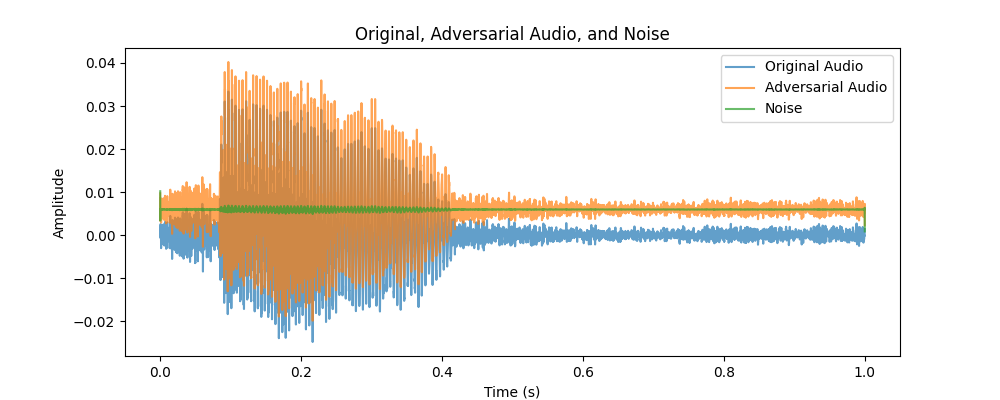 Original, Adversarial Audio, and Noise
Original Audio
Adversarial Audio
Noise
Amplitude
0.04
0.03
0.02
0.01
0.00
−0.01
−0.02
0.0 0.2 0.4 0.6 0.8 1.0
Time (s)